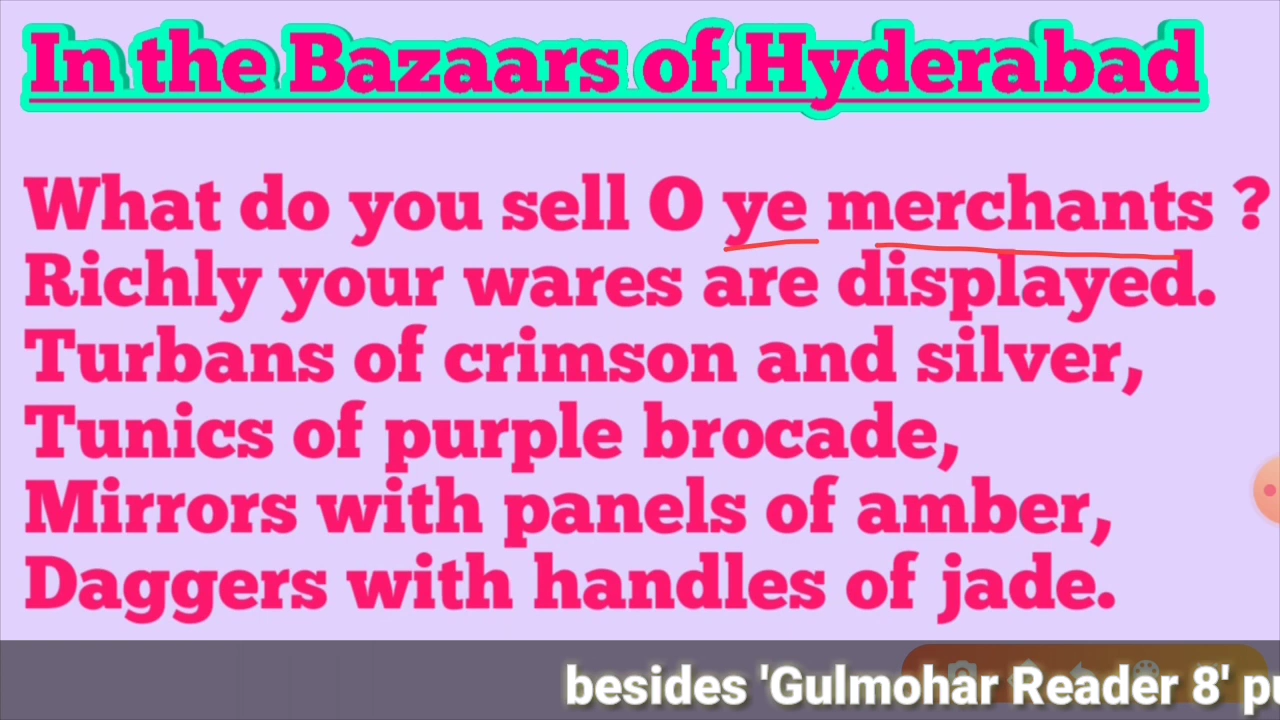 In the Bazaars of Hyderabad
What do you sell O ye merchants ?
Richly your wares are displayed.
Turbans of crimson and silver,
Tunics of purple brocade,
Mirrors with panels of amber,
Daggers with handles of jade.
besides 'Gulmohar Reader 8'